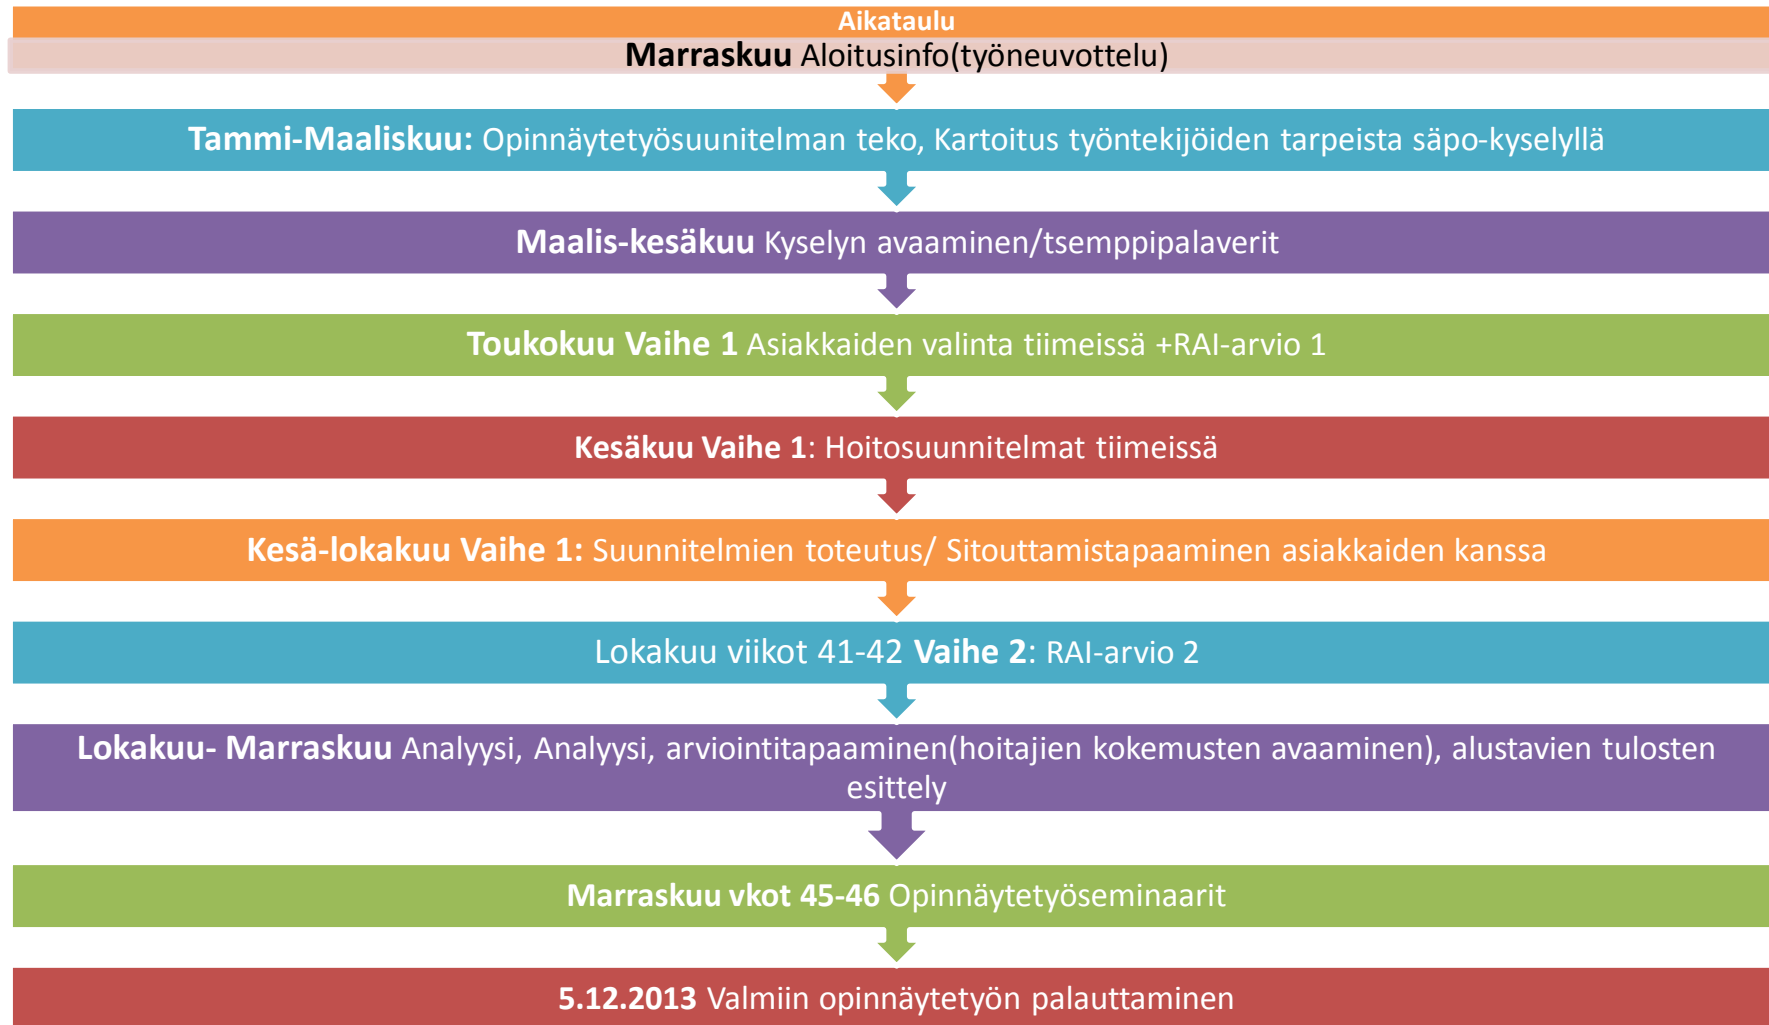 Aikataulu
Marraskuu Aloitusinfo(työneuvottelu)
Tammi-Maaliskuu: Opinnäytetyösuunitelman teko, Kartoitus työntekijöiden tarpeista säpo-kyselyllä
Maalis-kesäkuu Kyselyn avaaminen/tsemppipalaverit
Toukokuu Vaihe 1 Asiakkaiden valinta tiimeissä +RAI-arvio 1
Kesäkuu Vaihe 1: Hoitosuunnitelmat tiimeissä
Kesä-lokakuu Vaihe 1: Suunnitelmien toteutus/ Sitouttamistapaaminen asiakkaiden kanssa
Lokakuu viikot 41-42 Vaihe 2: RAI-arvio 2
Lokakuu- Marraskuu Analyysi, Analyysi, arviointitapaaminen(hoitajien kokemusten avaaminen), alustavien tulosten
esittely
Marraskuu vkot 45-46 Opinnäytetyöseminaarit
5.12.2013 Valmiin opinnäytetyön palauttaminen